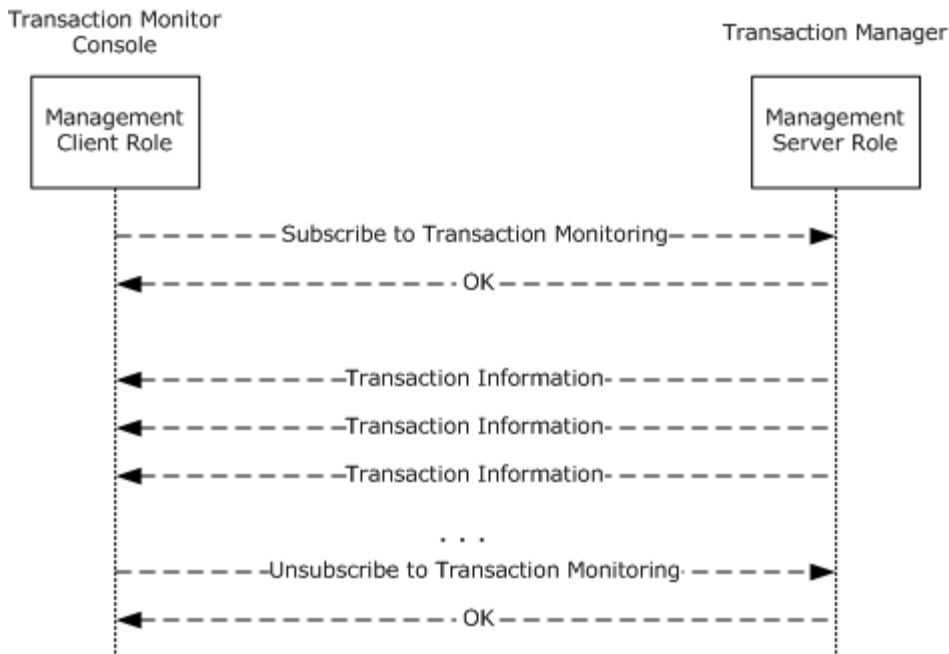 Transaction Monitor
Console
Transaction Manager
Management
Client Role
Management
Server Role
Subscribe to Transaction Monitoring
OK
Transaction Information
Transaction Information
Transaction Information
. . .
Unsubscribe to Transaction Monitoring
OK